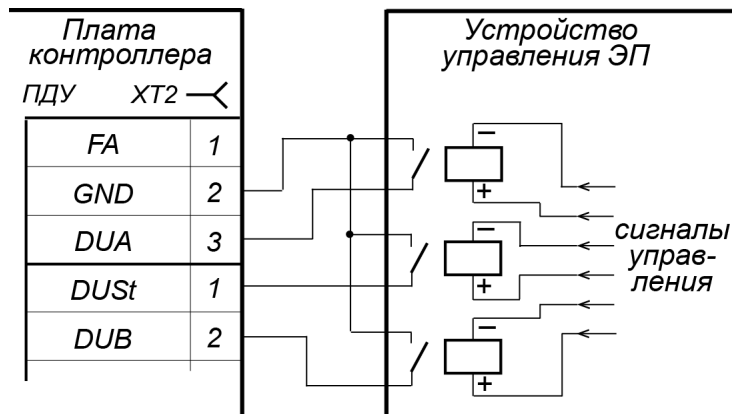 Плата
контроллера
ПДУ XT2
FA 1
GND 2
DUA 3
DUSt 1
DUB 2
Устройство
управления ЭП
−
+
−
+
−
+
сигналы
управ-
ления